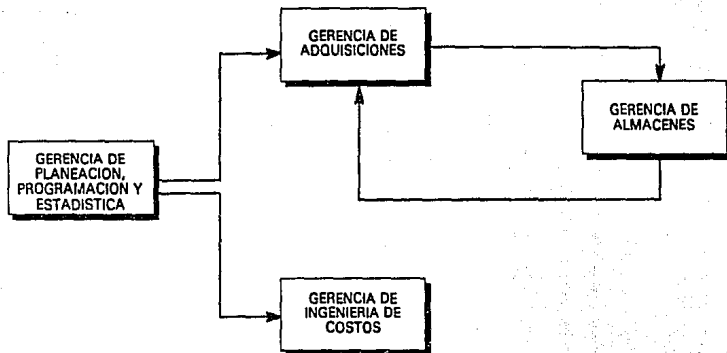 GERENCIA DE
ADQUISICIONES
GERENCIA DE
ALMACENES
GERENCIA DE
PLANEACION,
PROGRAMACION Y
ESTADISTICA
GERENCIA DE
INGENIERIA DE
COSTOS